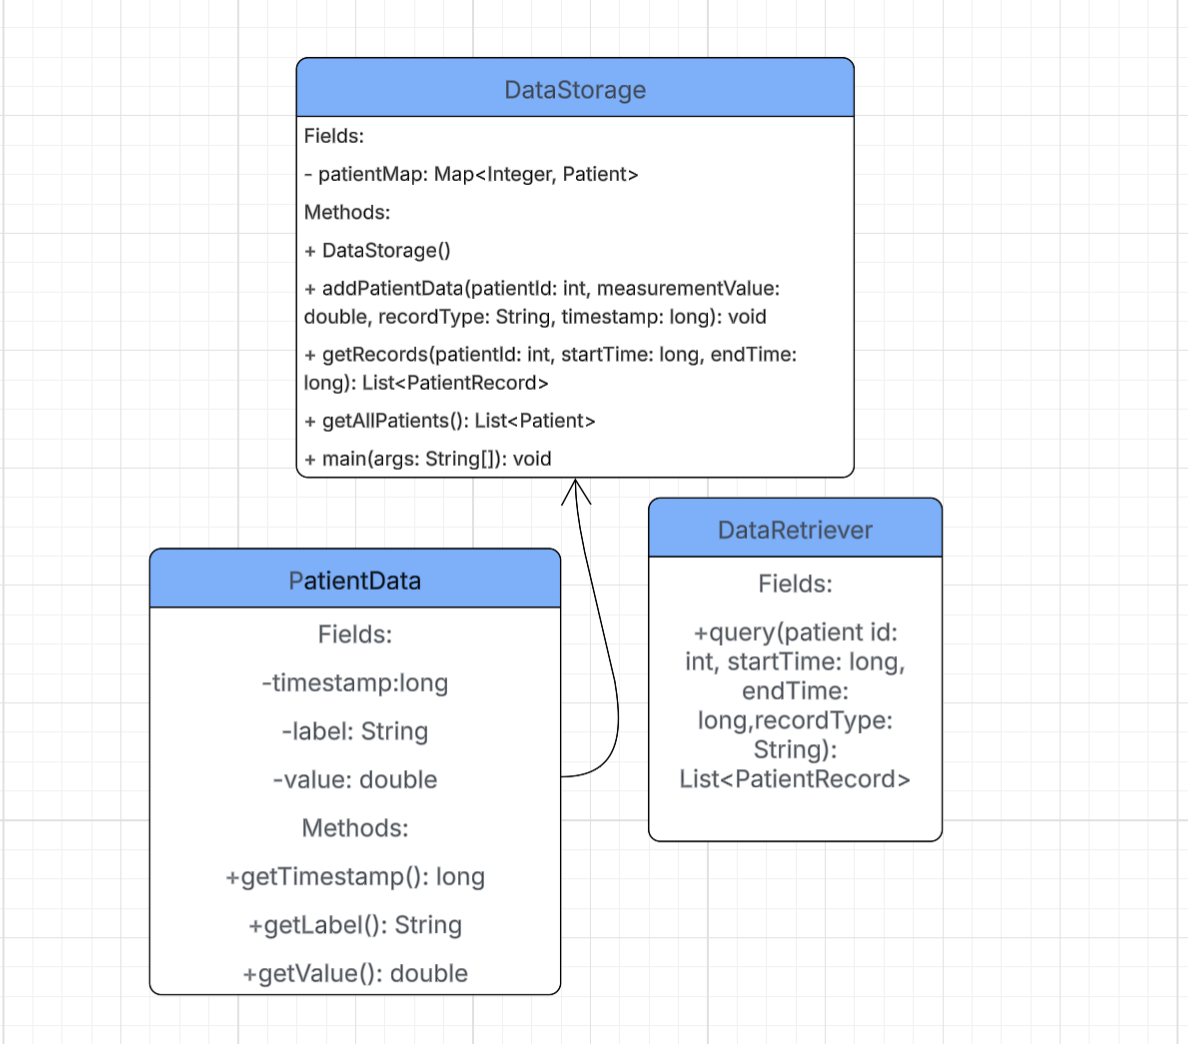 DataStorage
Fields:
- patientMap: Map<Integer, Patient>
Methods:
+ DataStorage()
+ addPatientData(patientId: int, measurementValue:
double, recordType: String, timestamp: long): void
+ getRecords(patientId: int, startTime: long, endTime:
long): List<PatientRecord>
+ getAllPatients(): List<Patient>
+ main(args: String[]): void
PatientData
Fields:
-timestamp:long
-label: String
-value: double
Methods:
+getTimestamp(): long
+getLabel(): String
+getValue(): double
DataRetriever
Fields:
+query(patient id:
int, startTime: long,
endTime:
long,recordType:
String):
List<PatientRecord>